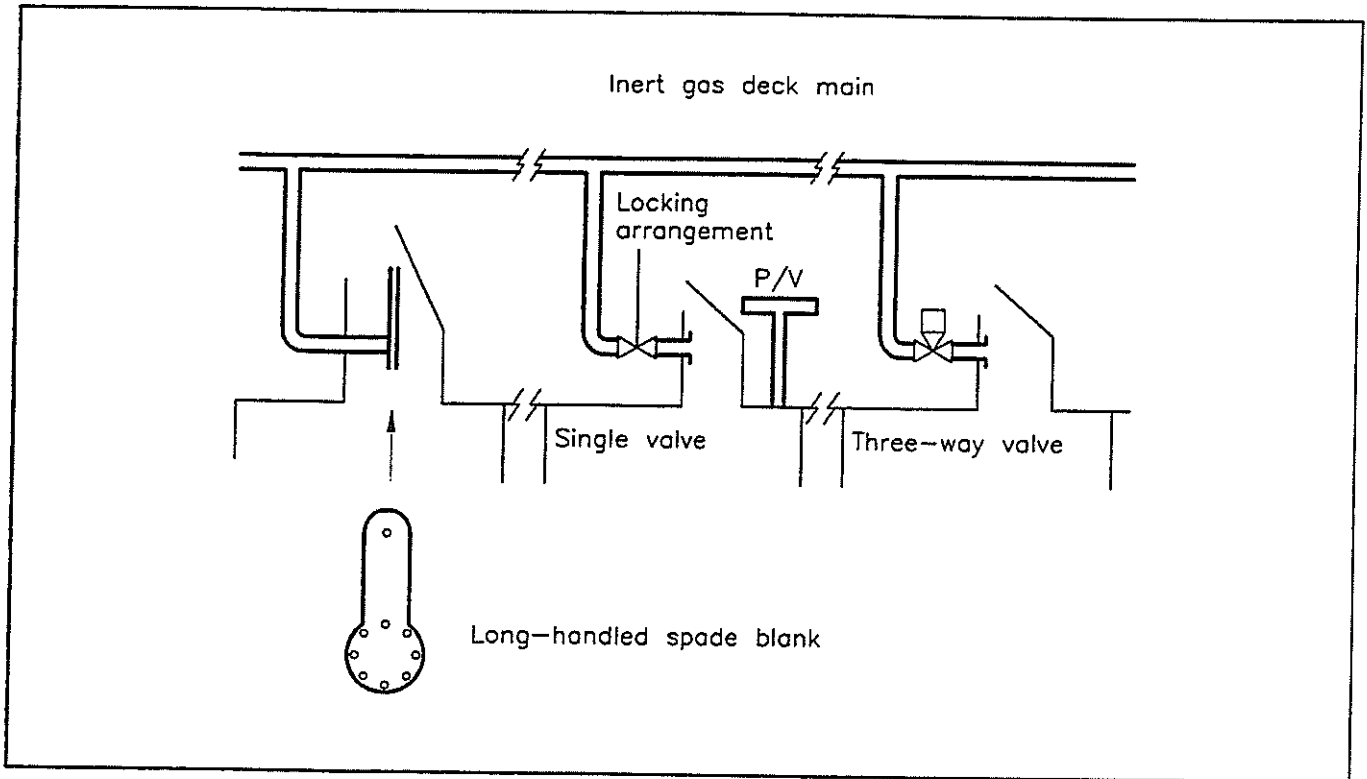 Inert gas deck main
Locking
arrangement
P/V
Single valve
Three-way valve
Long-handled spade blank